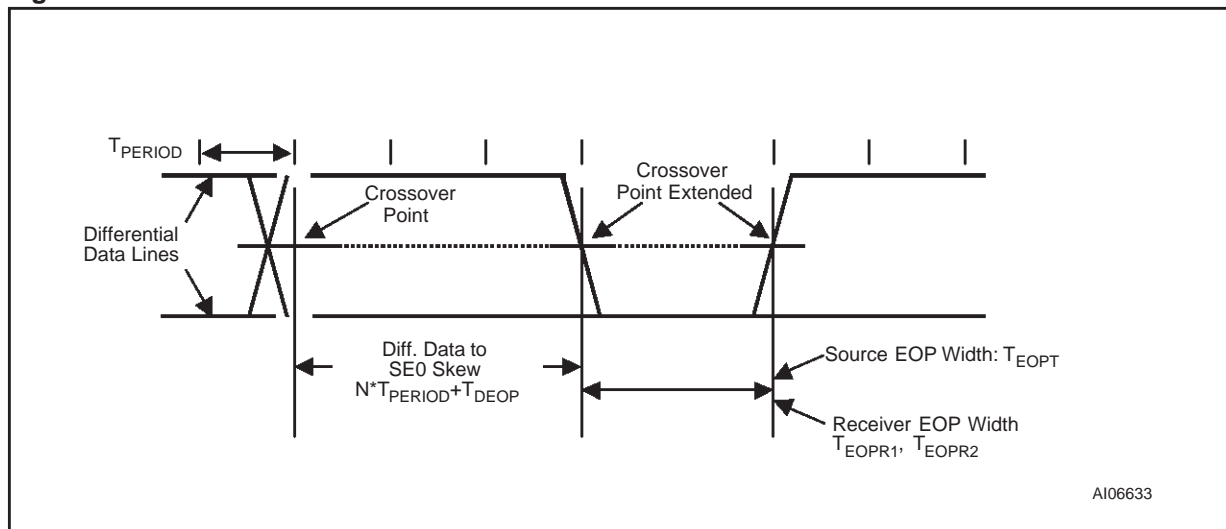 TPERIOD
Crossover
Point
Crossover
Point Extended
Differential
Data Lines
Diff. Data to
SE0 Skew
N*TPERIOD+TDEOP
Source EOP Width: TEOPT
Receiver EOP Width
TEOPR1, TEOPR2
AI06633